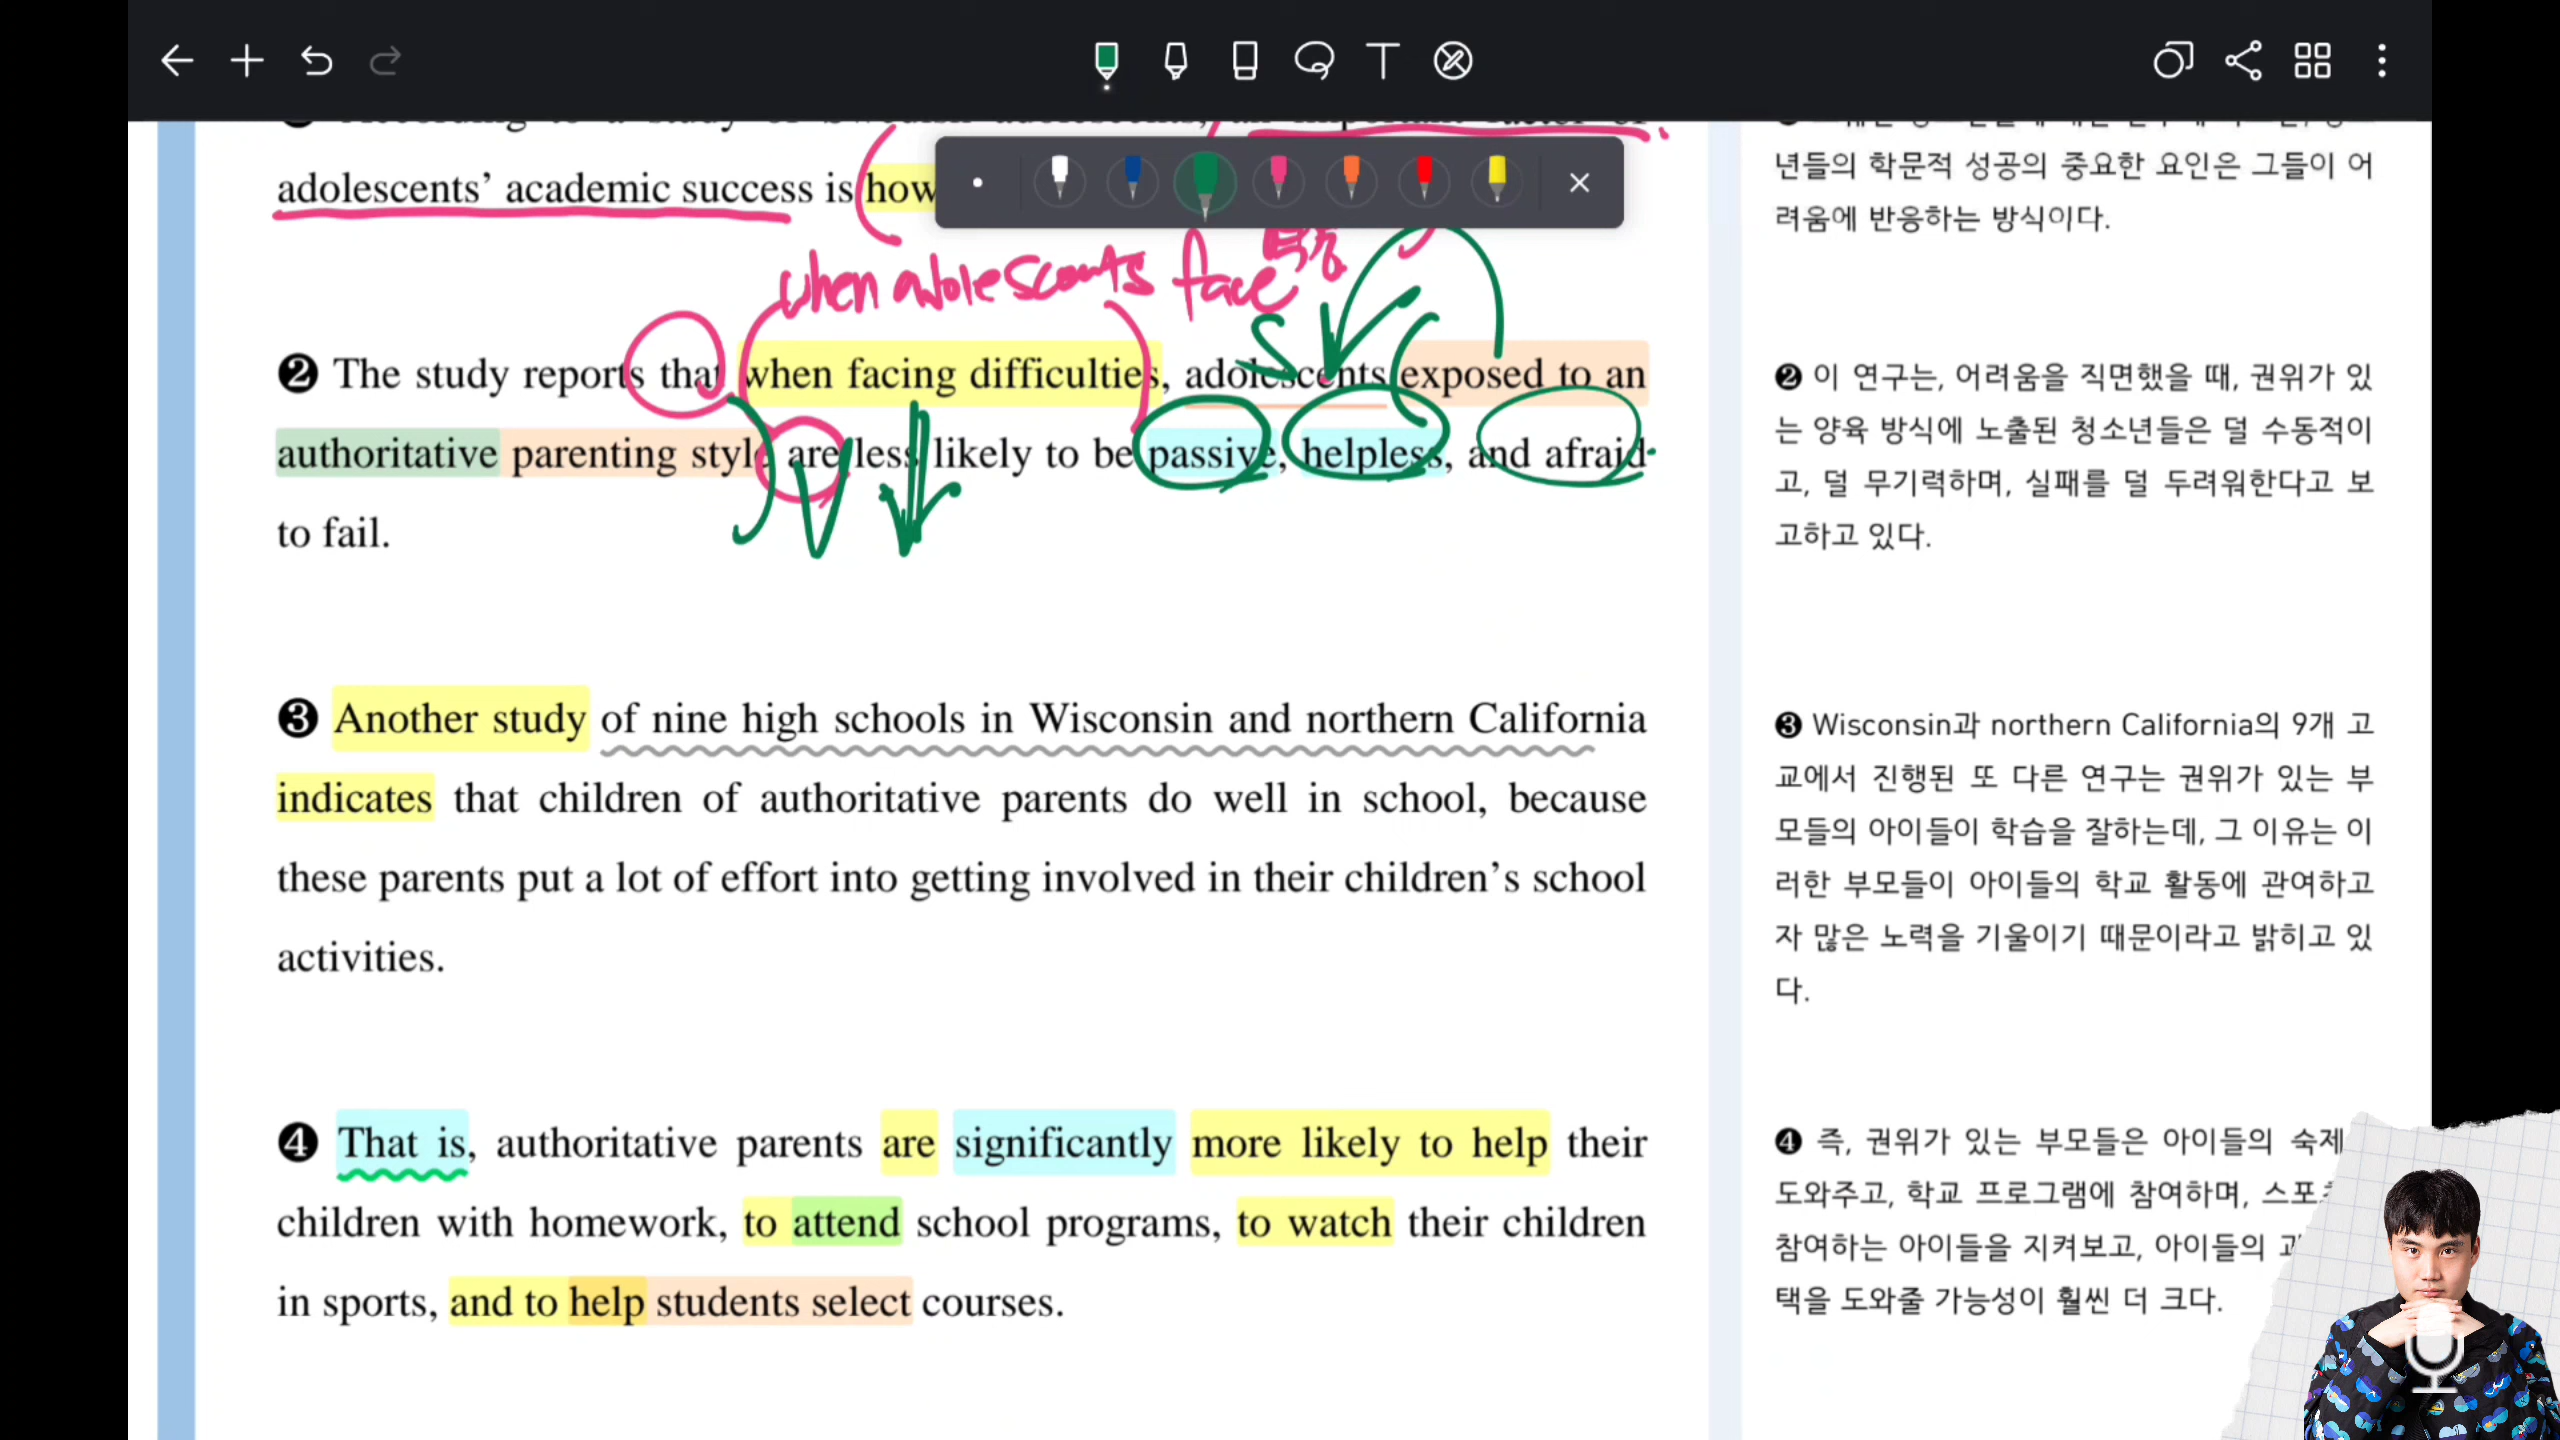 adolescents' academic success is how
when adolescents face
❷ The study reports that when facing difficulties, adolescents exposed to an
authoritative parenting style are less likely to be passive, helpless, and afraid
to fail.
❸ Another study of nine high schools in Wisconsin and northern California
indicates that children of authoritative parents do well in school, because
these parents put a lot of effort into getting involved in their children's school
activities.
❹ That is, authoritative parents are significantly more likely to help their
children with homework, to attend school programs, to watch their children
in sports, and to help students select courses.
S
V
년들의 학문적 성공의 중요한 요인은 그들이 어
려움에 반응하는 방식이다.
❷ 이 연구는, 어려움을 직면했을 때, 권위가 있
는 양육 방식에 노출된 청소년들은 덜 수동적이
고, 덜 무기력하며, 실패를 덜 두려워한다고 보
고하고 있다.
❸ Wisconsin과 northern California의 9개 고
교에서 진행된 또 다른 연구는 권위가 있는 부
모들의 아이들이 학습을 잘하는데, 그 이유는 이
러한 부모들이 아이들의 학교 활동에 관여하고
자 많은 노력을 기울이기 때문이라고 밝히고 있
다.
❹ 즉, 권위가 있는 부모들은 아이들의 숙제
도와주고, 학교 프로그램에 참여하며,
참여하는 아이들을 지켜보고, 아이들의
택을 도와줄 가능성이 훨씬 더 크다.